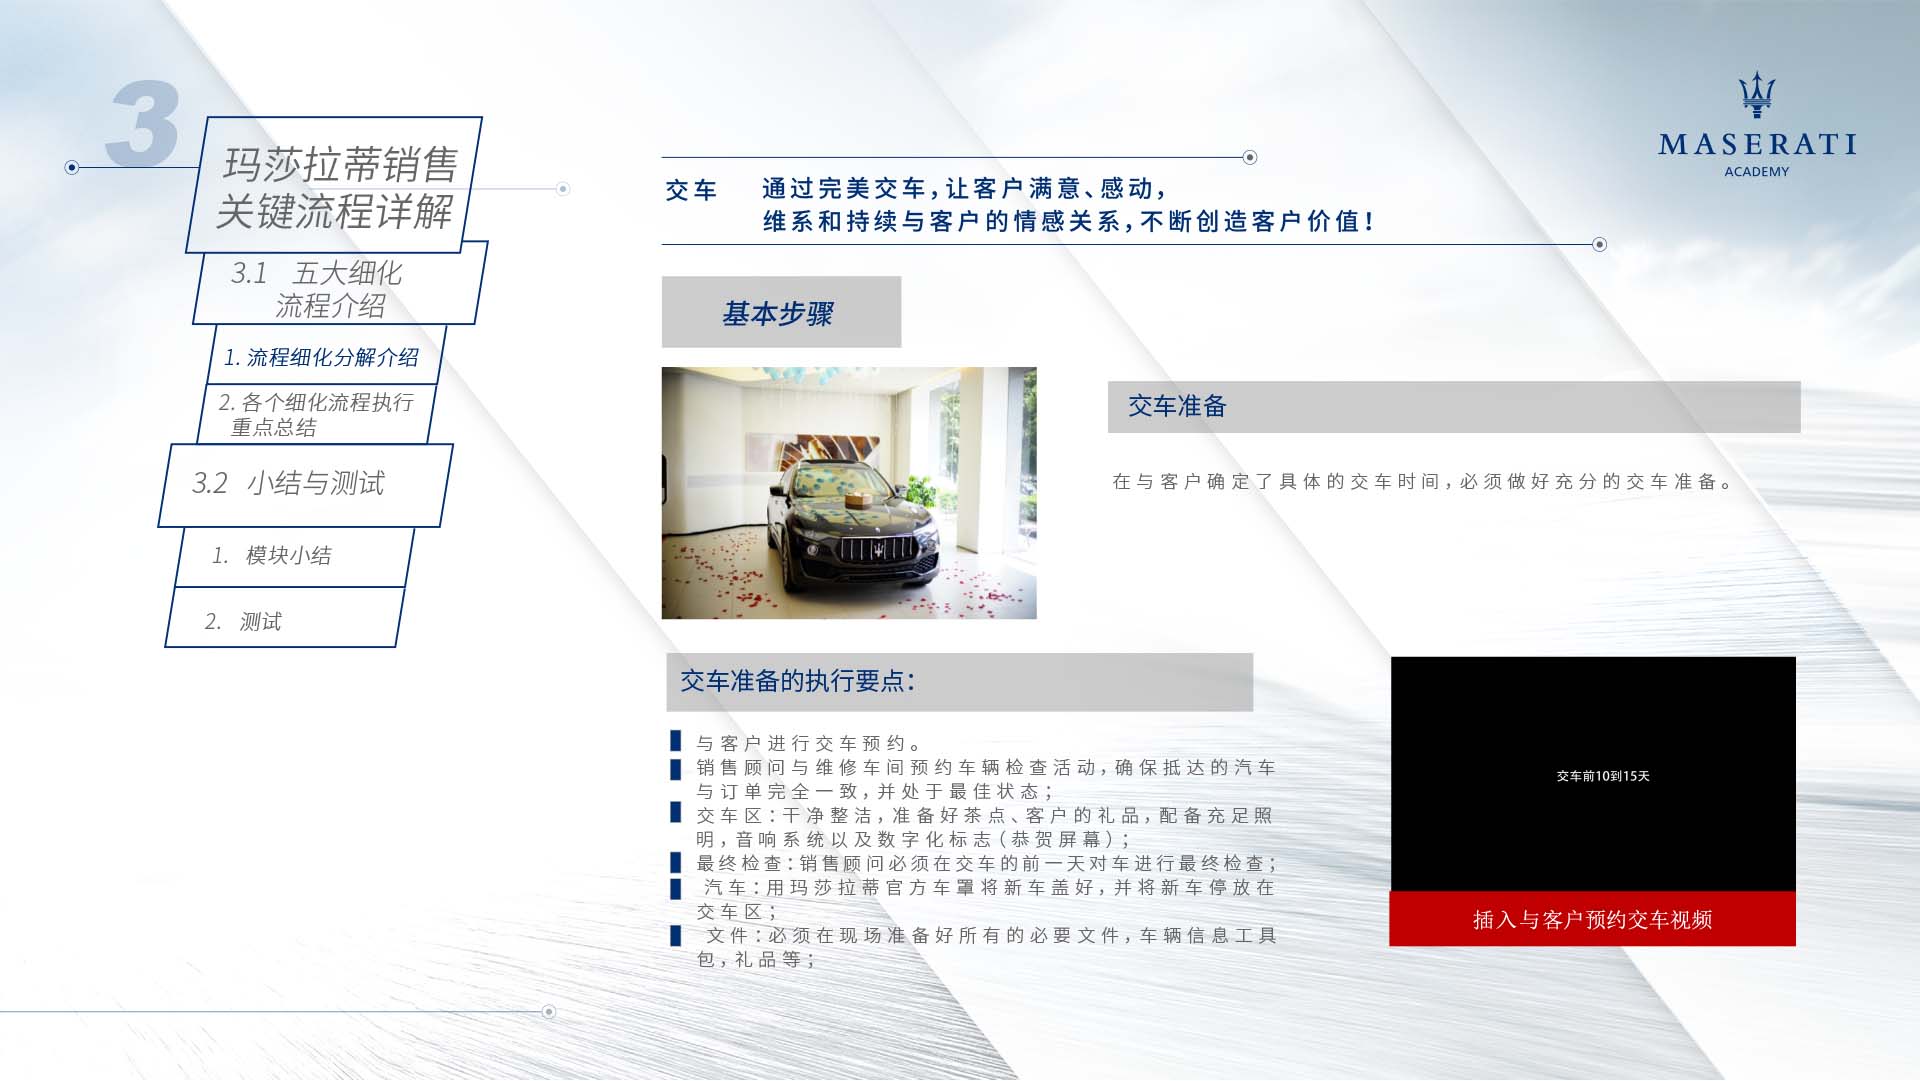 3
玛莎拉蒂销售
关键流程详解
3.1 五大细化
流程介绍
1. 流程细化分解介绍
2. 各个细化流程执行
重点总结
3.2 小结与测试
1. 模块小结
2. 测试
MASERATI
ACADEMY
交车 通过完美交车，让客户满意、感动，
维系和持续与客户的情感关系，不断创造客户价值！
基本步骤
交车准备
在与客户确定了具体的交车时间，必须做好充分的交车准备。
交车准备的执行要点：
与客户进行交车预约。
销售顾问与维修车间预约车辆检查活动，确保抵达的汽车
与订单完全一致，并处于最佳状态；
交车区：干净整洁，准备好茶点、客户的礼品，配备充足照
明，音响系统以及数字化标志（恭贺屏幕）；
最终检查：销售顾问必须在交车的前一天对车进行最终检查；
汽车：用玛莎拉蒂官方车罩将新车盖好，并将新车停放在
交车区；
文件：必须在现场准备好所有的必要文件，车辆信息工具
包，礼品等；
交车前10到15天
插入与客户预约交车视频